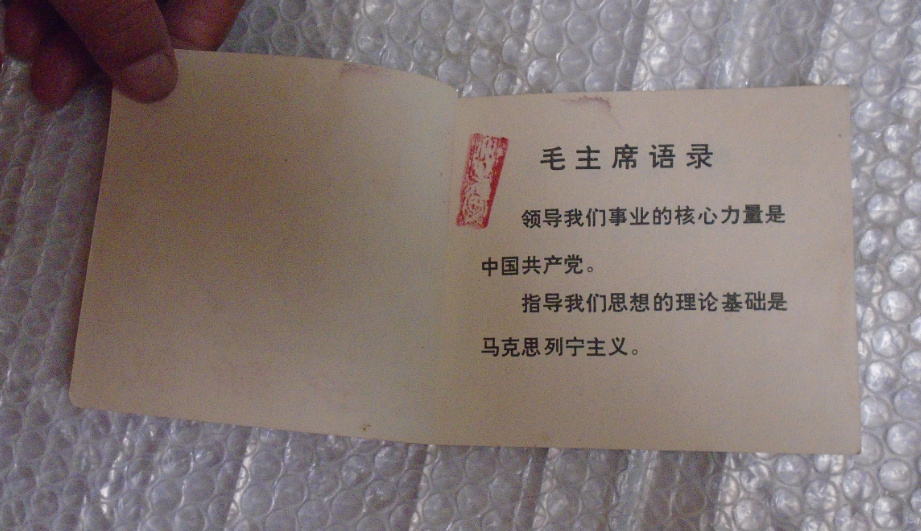 毛主席语录
领导我们事业的核心力量是
中国共产党。
指导我们思想的理论基础是
马克思列宁主义。